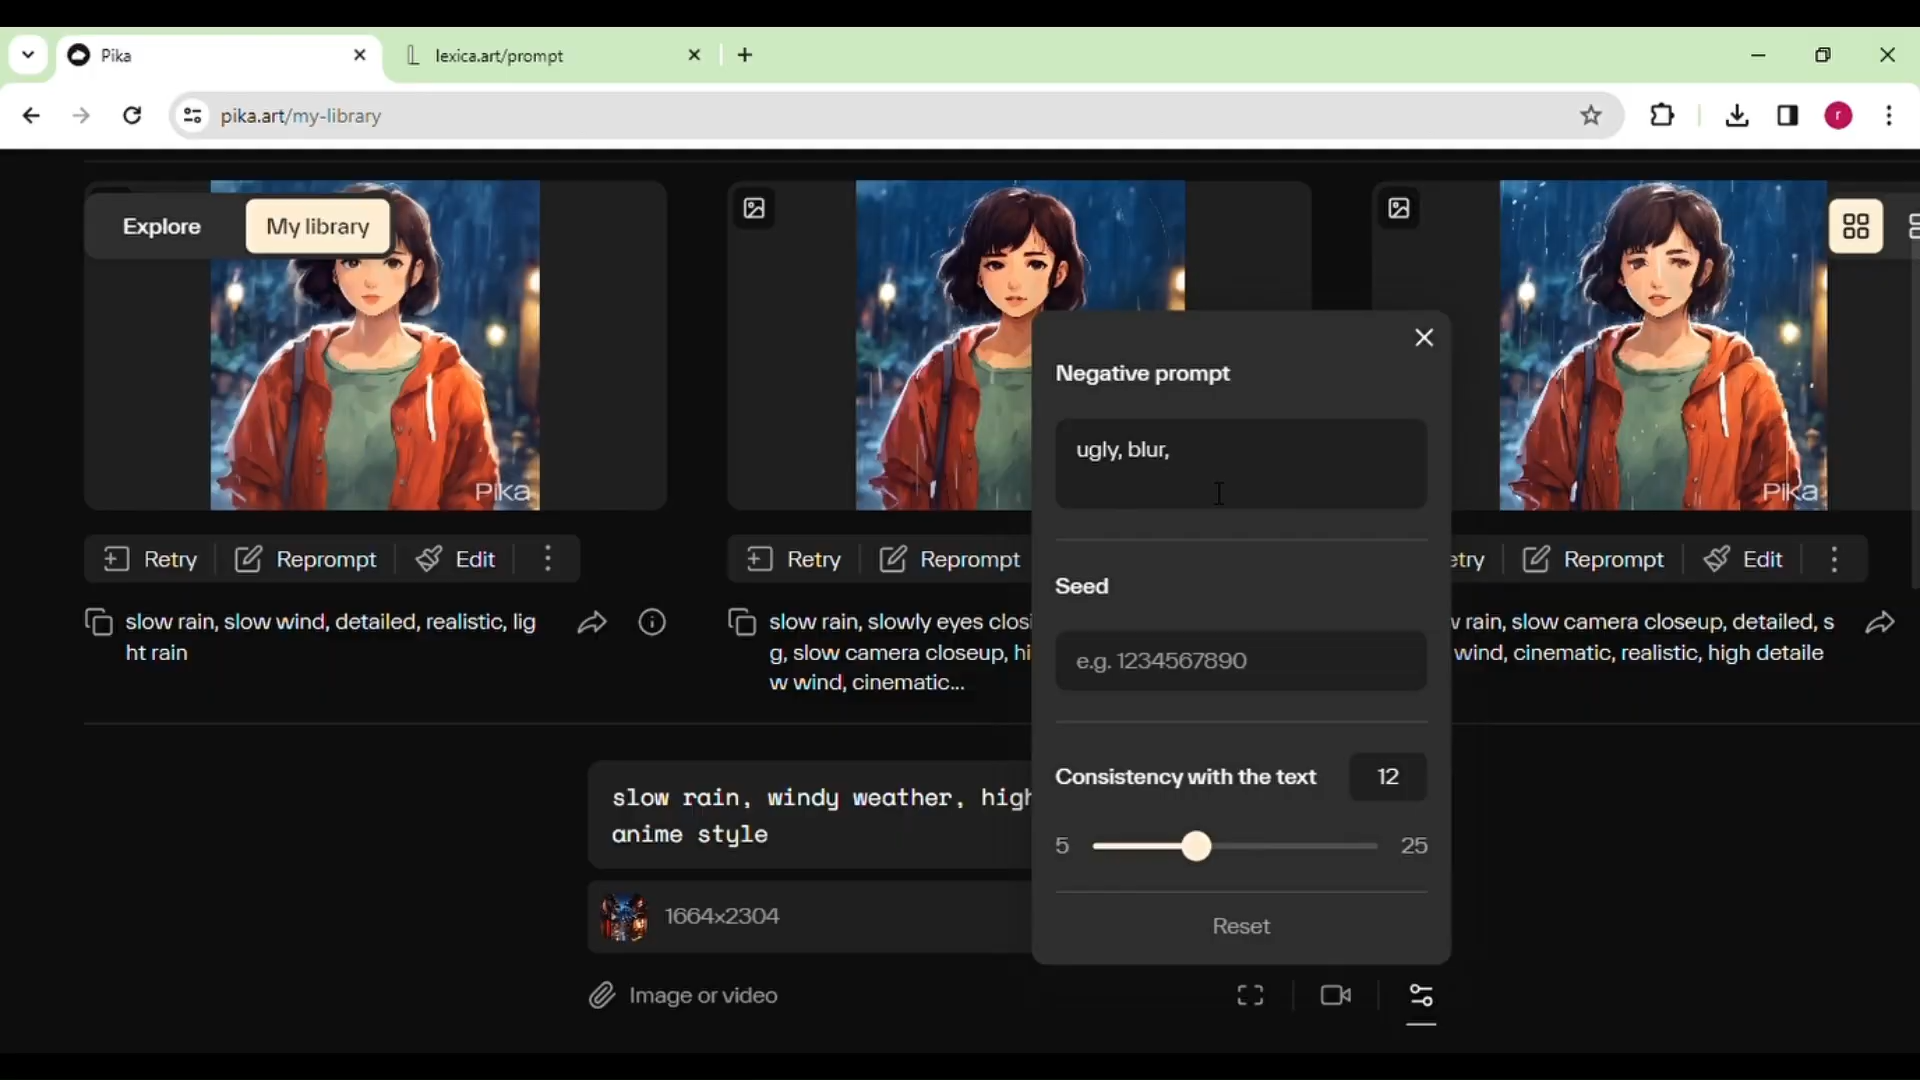 Pika
lexica.art/prompt
pika.art/my-library
r
Explore
My library
Pika
Pika
Retry
Reprompt
Edit
Retry
Reprompt
etry
Reprompt
Edit
slow rain, slow wind, detailed, realistic, lig
ht rain
slow rain, slowly eyes closi
g, slow camera closeup, hi
w wind, cinematic...
rain, slow camera closeup, detailed, s
wind, cinematic, realistic, high detaile
Negative prompt
ugly, blur,
Seed
e.g. 1234567890
Consistency with the text
12
5
25
Reset
slow rain, windy weather, high
anime style
1664×2304
Image or video